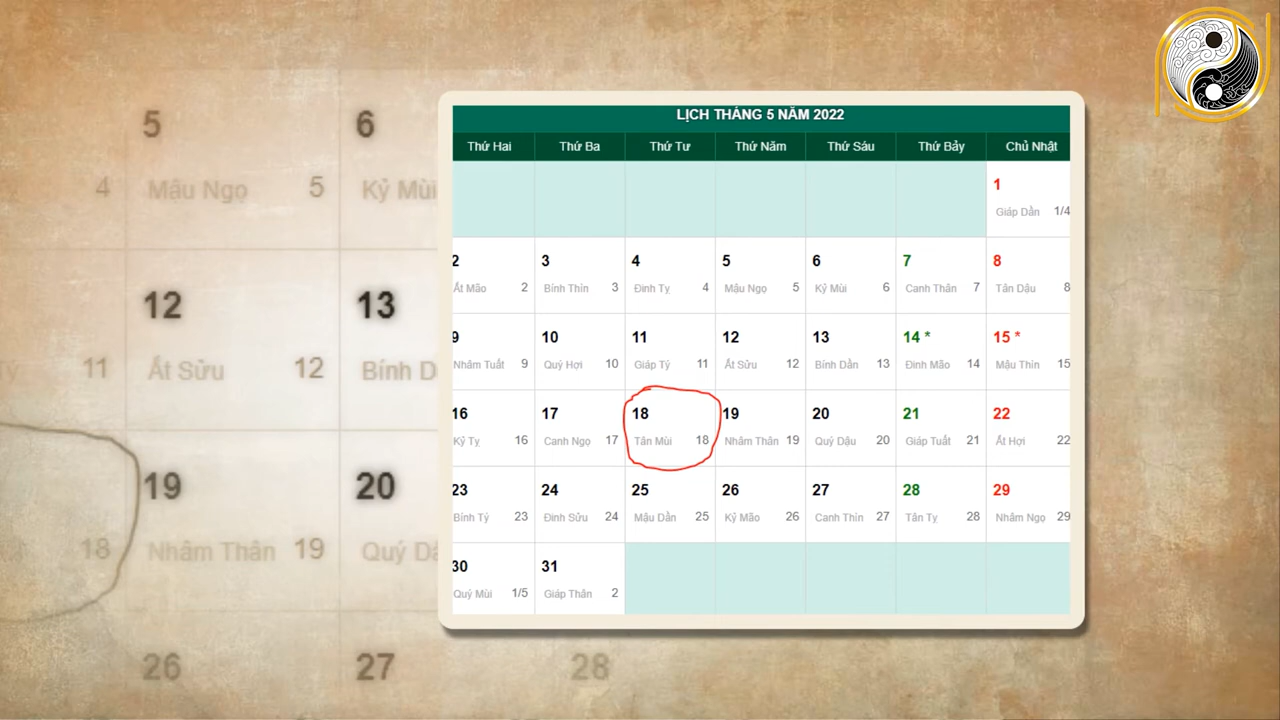 LỊCH THÁNG 5 NĂM 2022
Thứ Hai Thứ Ba Thứ Tư Thứ Năm Thứ Sáu Thứ Bảy Chủ Nhật
1
Giáp Dần 1/4
2 3 4 5 6 7 8
Ất Mão 2 Bính Thìn 3 Đinh Tỵ 4 Mậu Ngọ 5 Kỷ Mùi 6 Canh Thân 7 Tân Dậu 8
9 10 11 12 13 14 * 15 *
Nhâm Tuất 9 Quý Hợi 10 Giáp Tý 11 Ất Sửu 12 Bính Dần 13 Đinh Mão 14 Mậu Thìn 15
16 17 18 19 20 21 22
Kỷ Tỵ 16 Canh Ngọ 17 Tân Mùi 18 Nhâm Thân 19 Quý Dậu 20 Giáp Tuất 21 Ất Hợi 22
23 24 25 26 27 28 29
Bính Tý 23 Đinh Sửu 24 Mậu Dần 25 Kỷ Mão 26 Canh Thìn 27 Tân Tỵ 28 Nhâm Ngọ 29
30 31
Quý Mùi 1/5 Giáp Thân 2
5 6
4 Mậu Ngọ 5 Kỷ Mùi
12 13
11 Ất Sửu 12 Bính D
19 20
18 Nhâm Thân 19 Quý Dậ
26 27 28